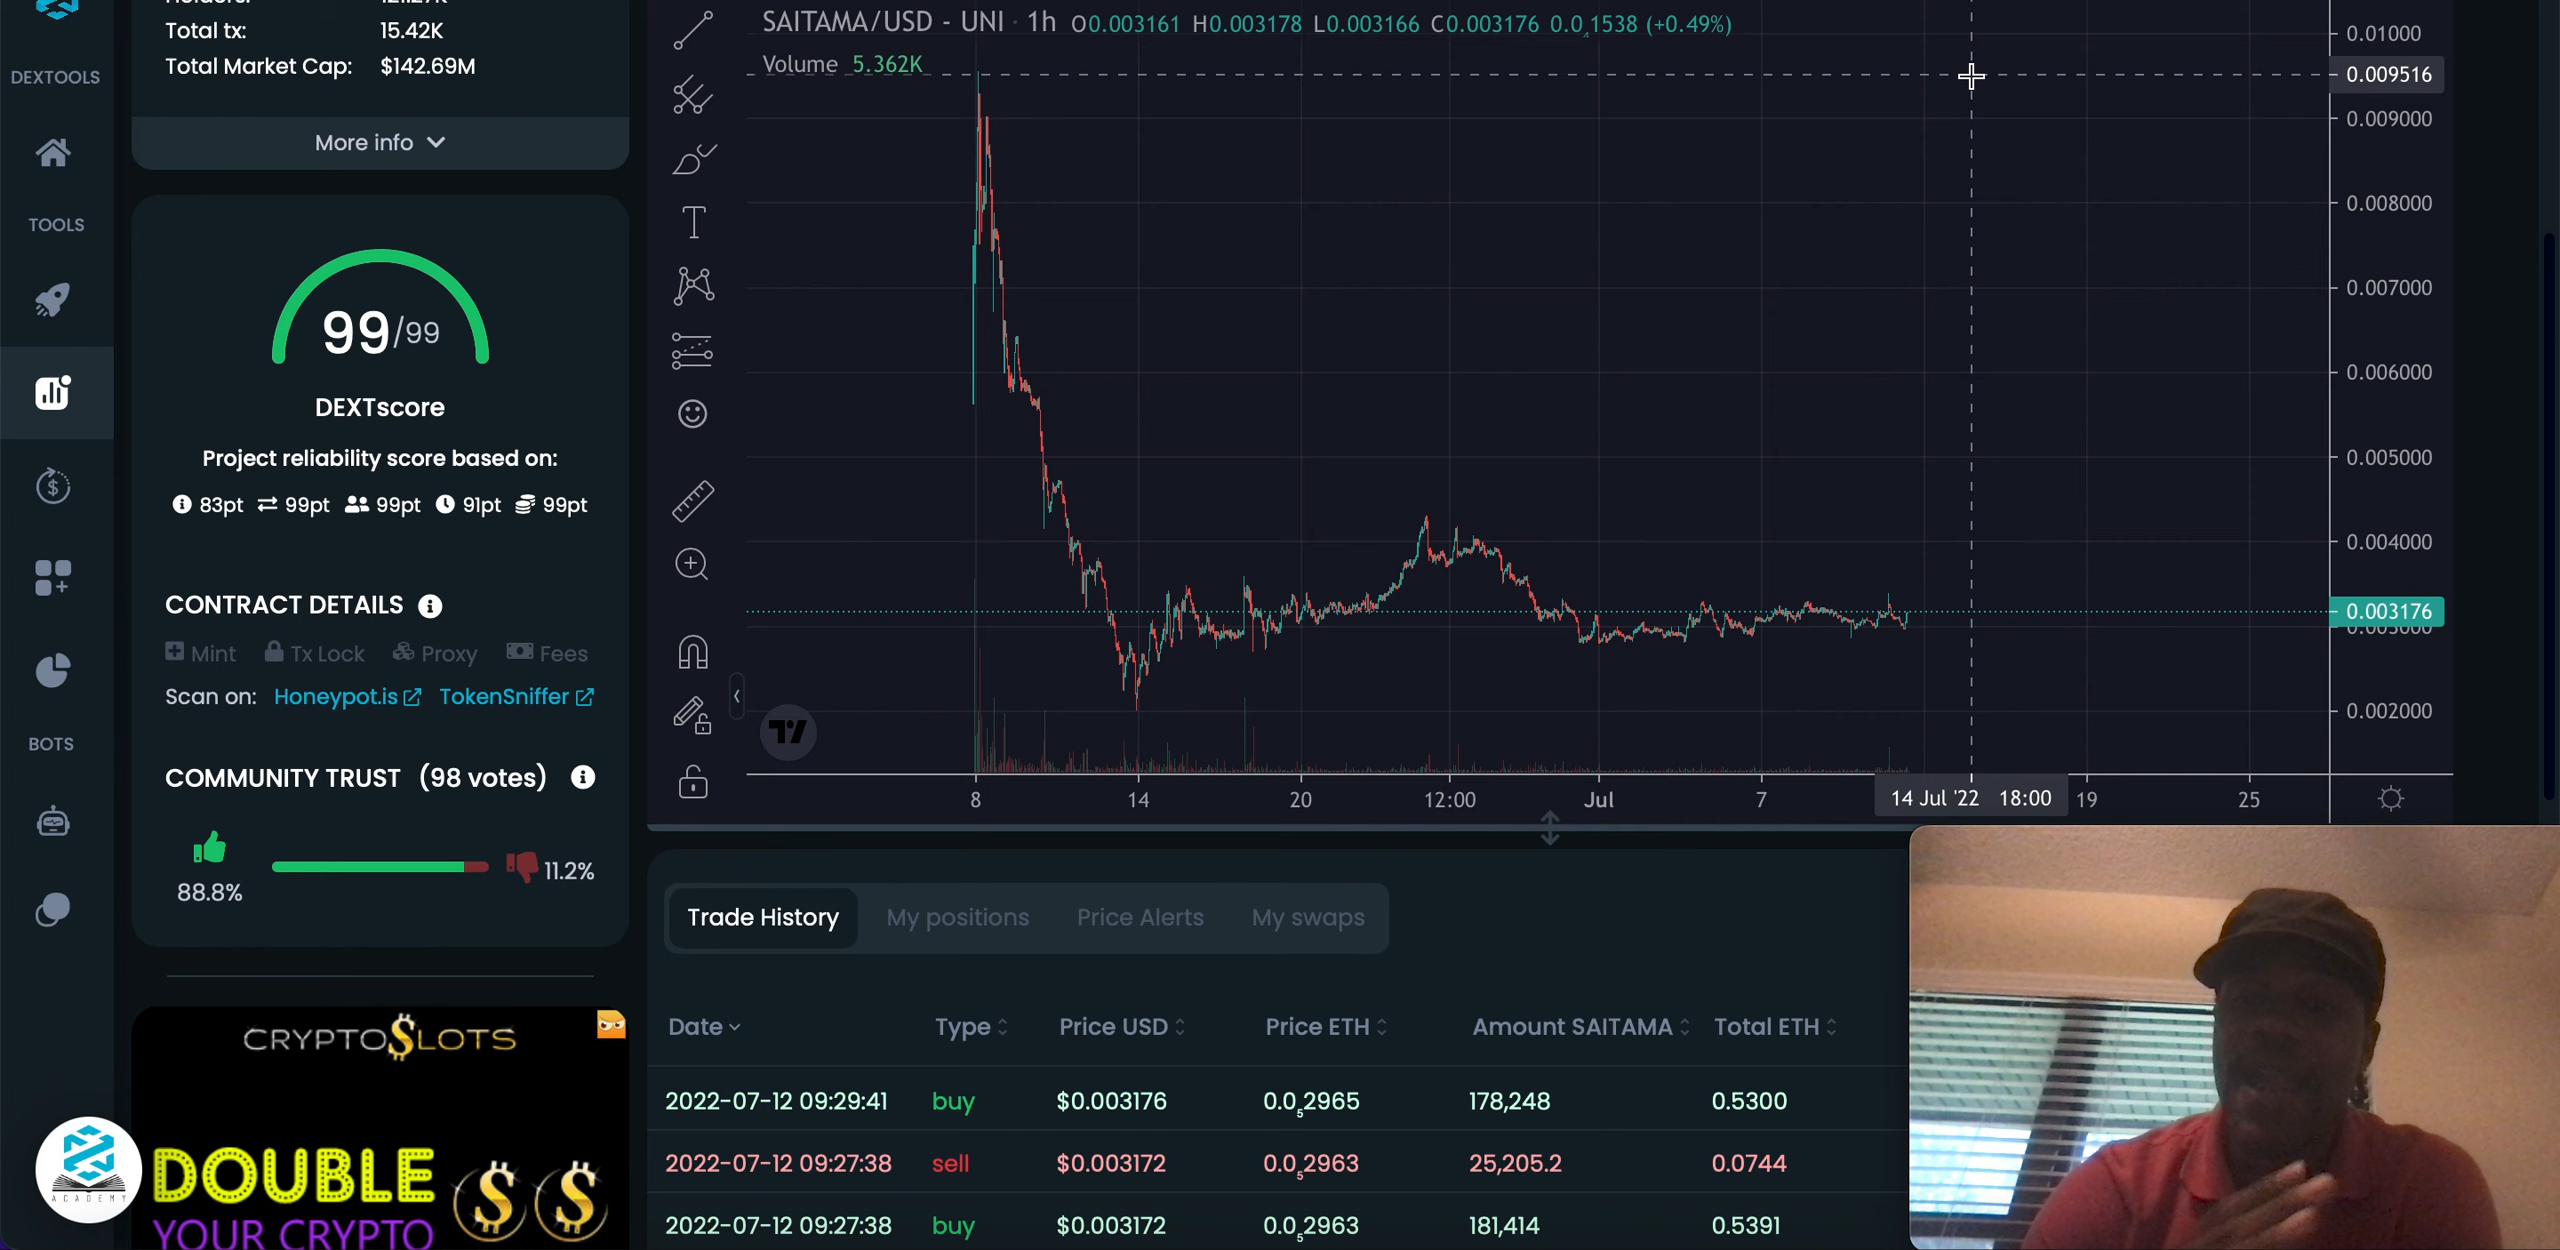 DEXTOOLS
TOOLS
BOTS
Total tx: 15.42K
Total Market Cap: $142.69M
More info
99/99
DEXTscore
Project reliability score based on:
83pt 99pt 99pt 91pt 99pt
CONTRACT DETAILS
Mint Tx Lock Proxy Fees
Scan on: Honeypot.is TokenSniffer
COMMUNITY TRUST (98 votes)
88.8%
11.2%
CRYPTO$LOTS
DOUBLE
YOUR CRYPTO
ACADEMY
SAITAMA/USD - UNI · 1h O0.003161 H0.003178 L0.003166 C0.003176 0.0₄1538 (+0.49%)
Volume 5.362K
0.01000
0.009516
0.009000
0.008000
0.007000
0.006000
0.005000
0.004000
0.003176
0.003000
0.002000
8 14 20 12:00 Jul 7 14 Jul '22 18:00 19 25
Trade History My positions Price Alerts My swaps
Date Type Price USD Price ETH Amount SAITAMA Total ETH
2022-07-12 09:29:41 buy $0.003176 0.0₅2965 178,248 0.5300
2022-07-12 09:27:38 sell $0.003172 0.0₅2963 25,205.2 0.0744
2022-07-12 09:27:38 buy $0.003172 0.0₅2963 181,414 0.5391